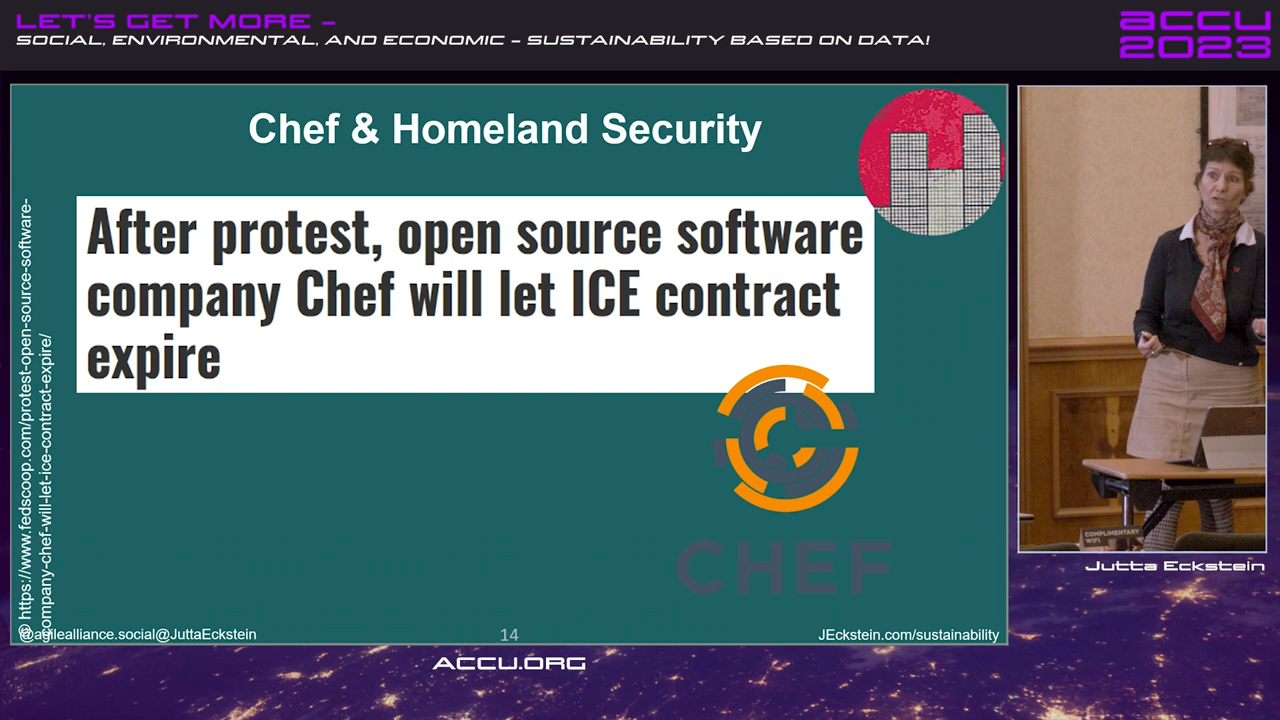 LET'S GET MORE –
SOCIAL, ENVIRONMENTAL, AND ECONOMIC – SUSTAINABILITY BASED ON DATA!
accu
2023
Chef & Homeland Security
After protest, open source software
company Chef will let ICE contract
expire
CHEF
© https://www.fedscoop.com/protest-open-source-software-
company-chef-will-let-ice-contract-expire/
@agilealliance.social@JuttaEckstein
14
JEckstein.com/sustainability
COMPLIMENTARY
WIFI
Jutta Eckstein
ACCU.ORG